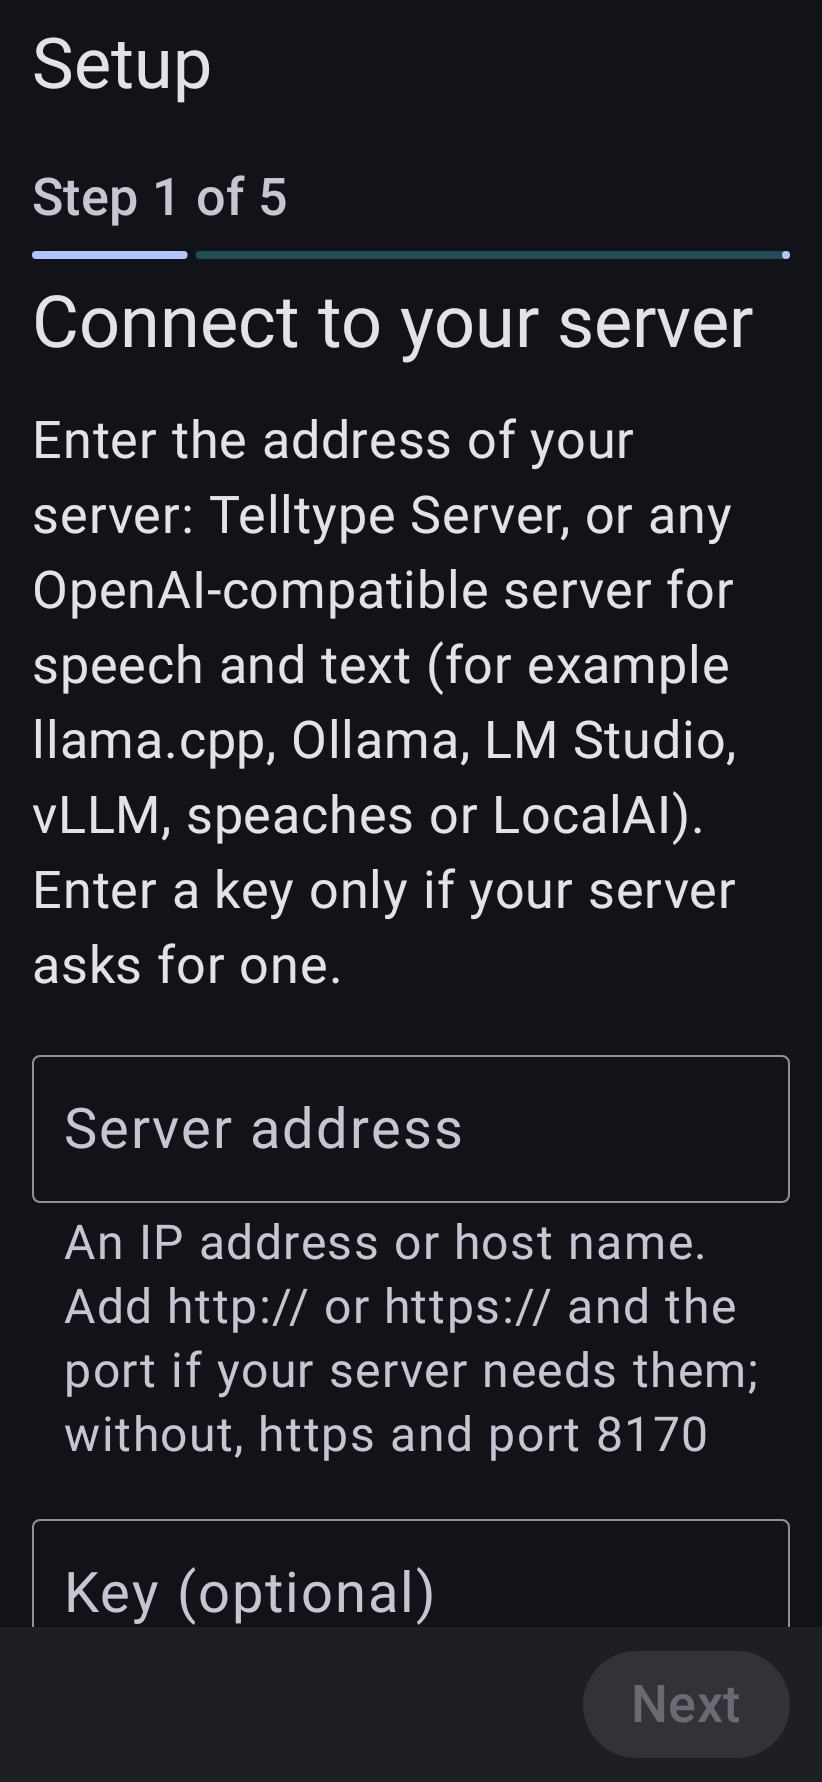 Setup
Step 1 of 5
Connect to your server
Enter the address of your
server: Telltype Server, or any
OpenAI-compatible server for
speech and text (for example
llama.cpp, Ollama, LM Studio,
vLLM, speaches or LocalAI).
Enter a key only if your server
asks for one.
Server address
An IP address or host name.
Add http:// or https:// and the
port if your server needs them;
without, https and port 8170
Key (optional)
Next